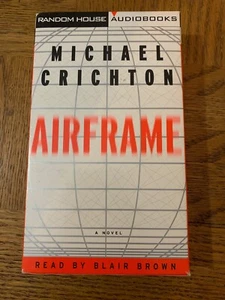 RANDOM HOUSE AUDIOBOOKS
MICHAEL
CRICHTON
AIRFRAME
A NOVEL
READ BY BLAIR BROWN